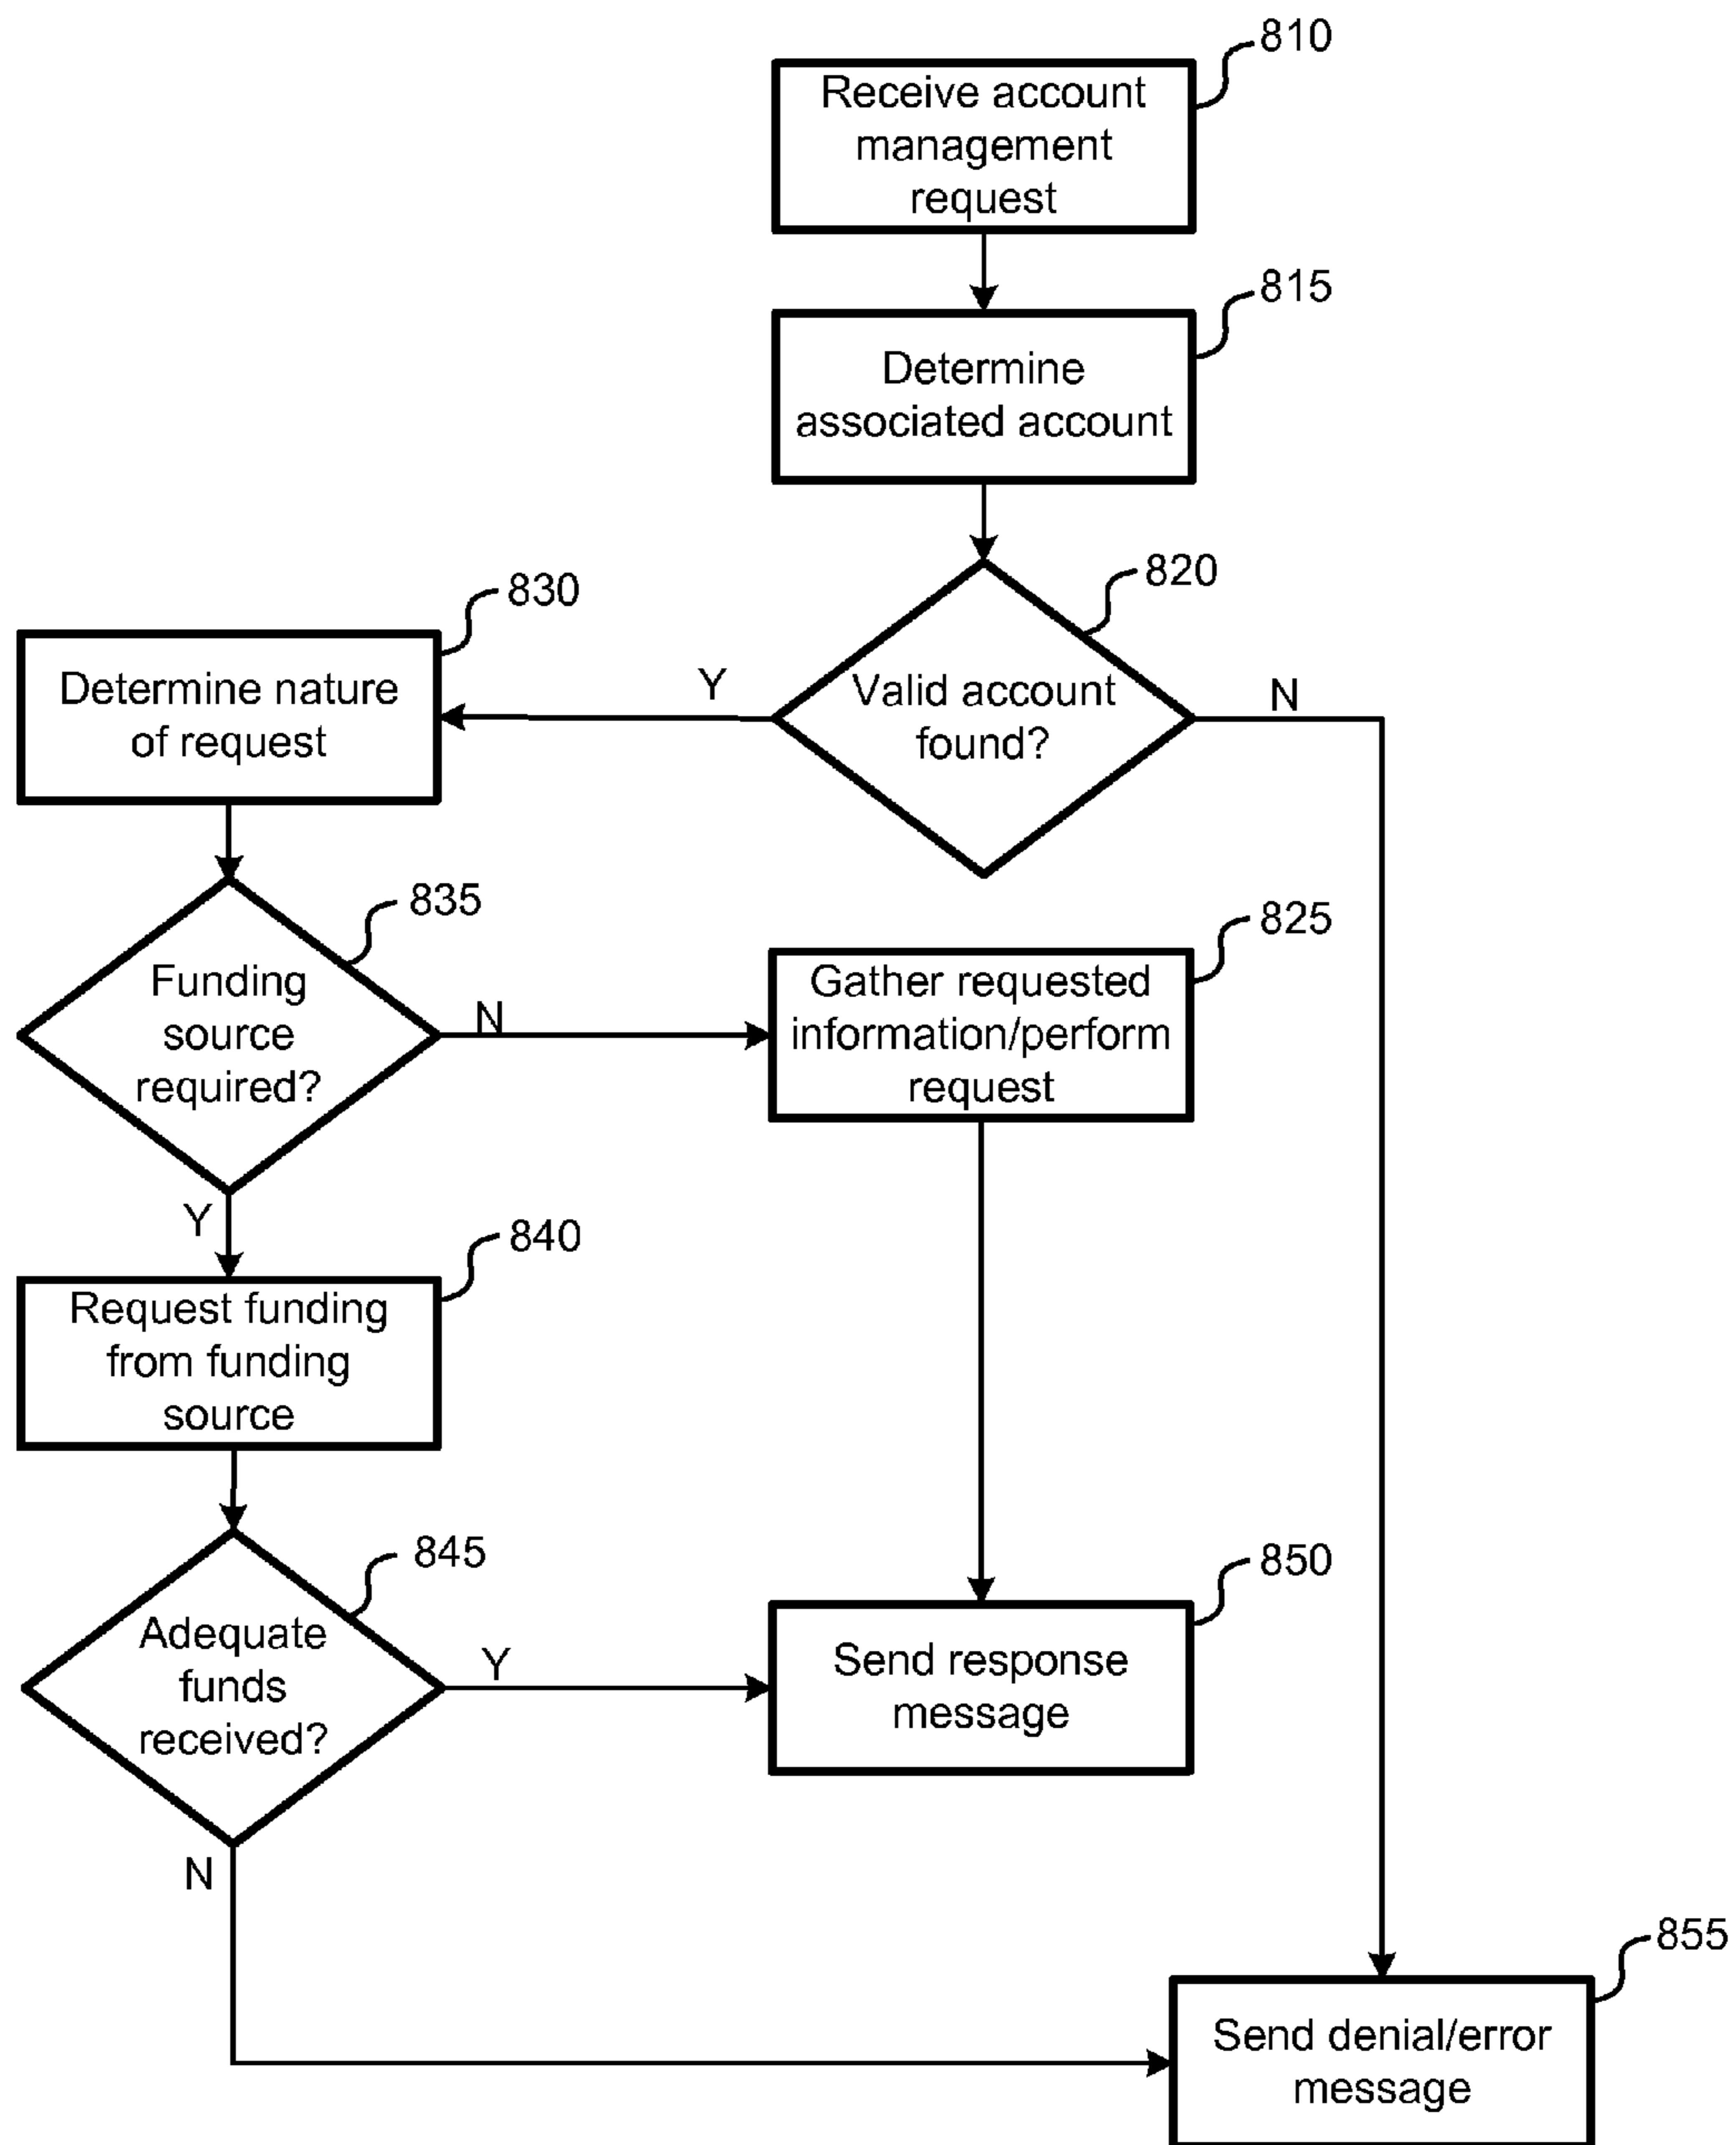 810
Receive account
management
request
815
Determine
associated account
820
Valid account
found?
Y
N
830
Determine nature
of request
835
Funding
source
required?
N
Y
825
Gather requested
information/perform
request
840
Request funding
from funding
source
845
Adequate
funds
received?
Y
N
850
Send response
message
855
Send denial/error
message